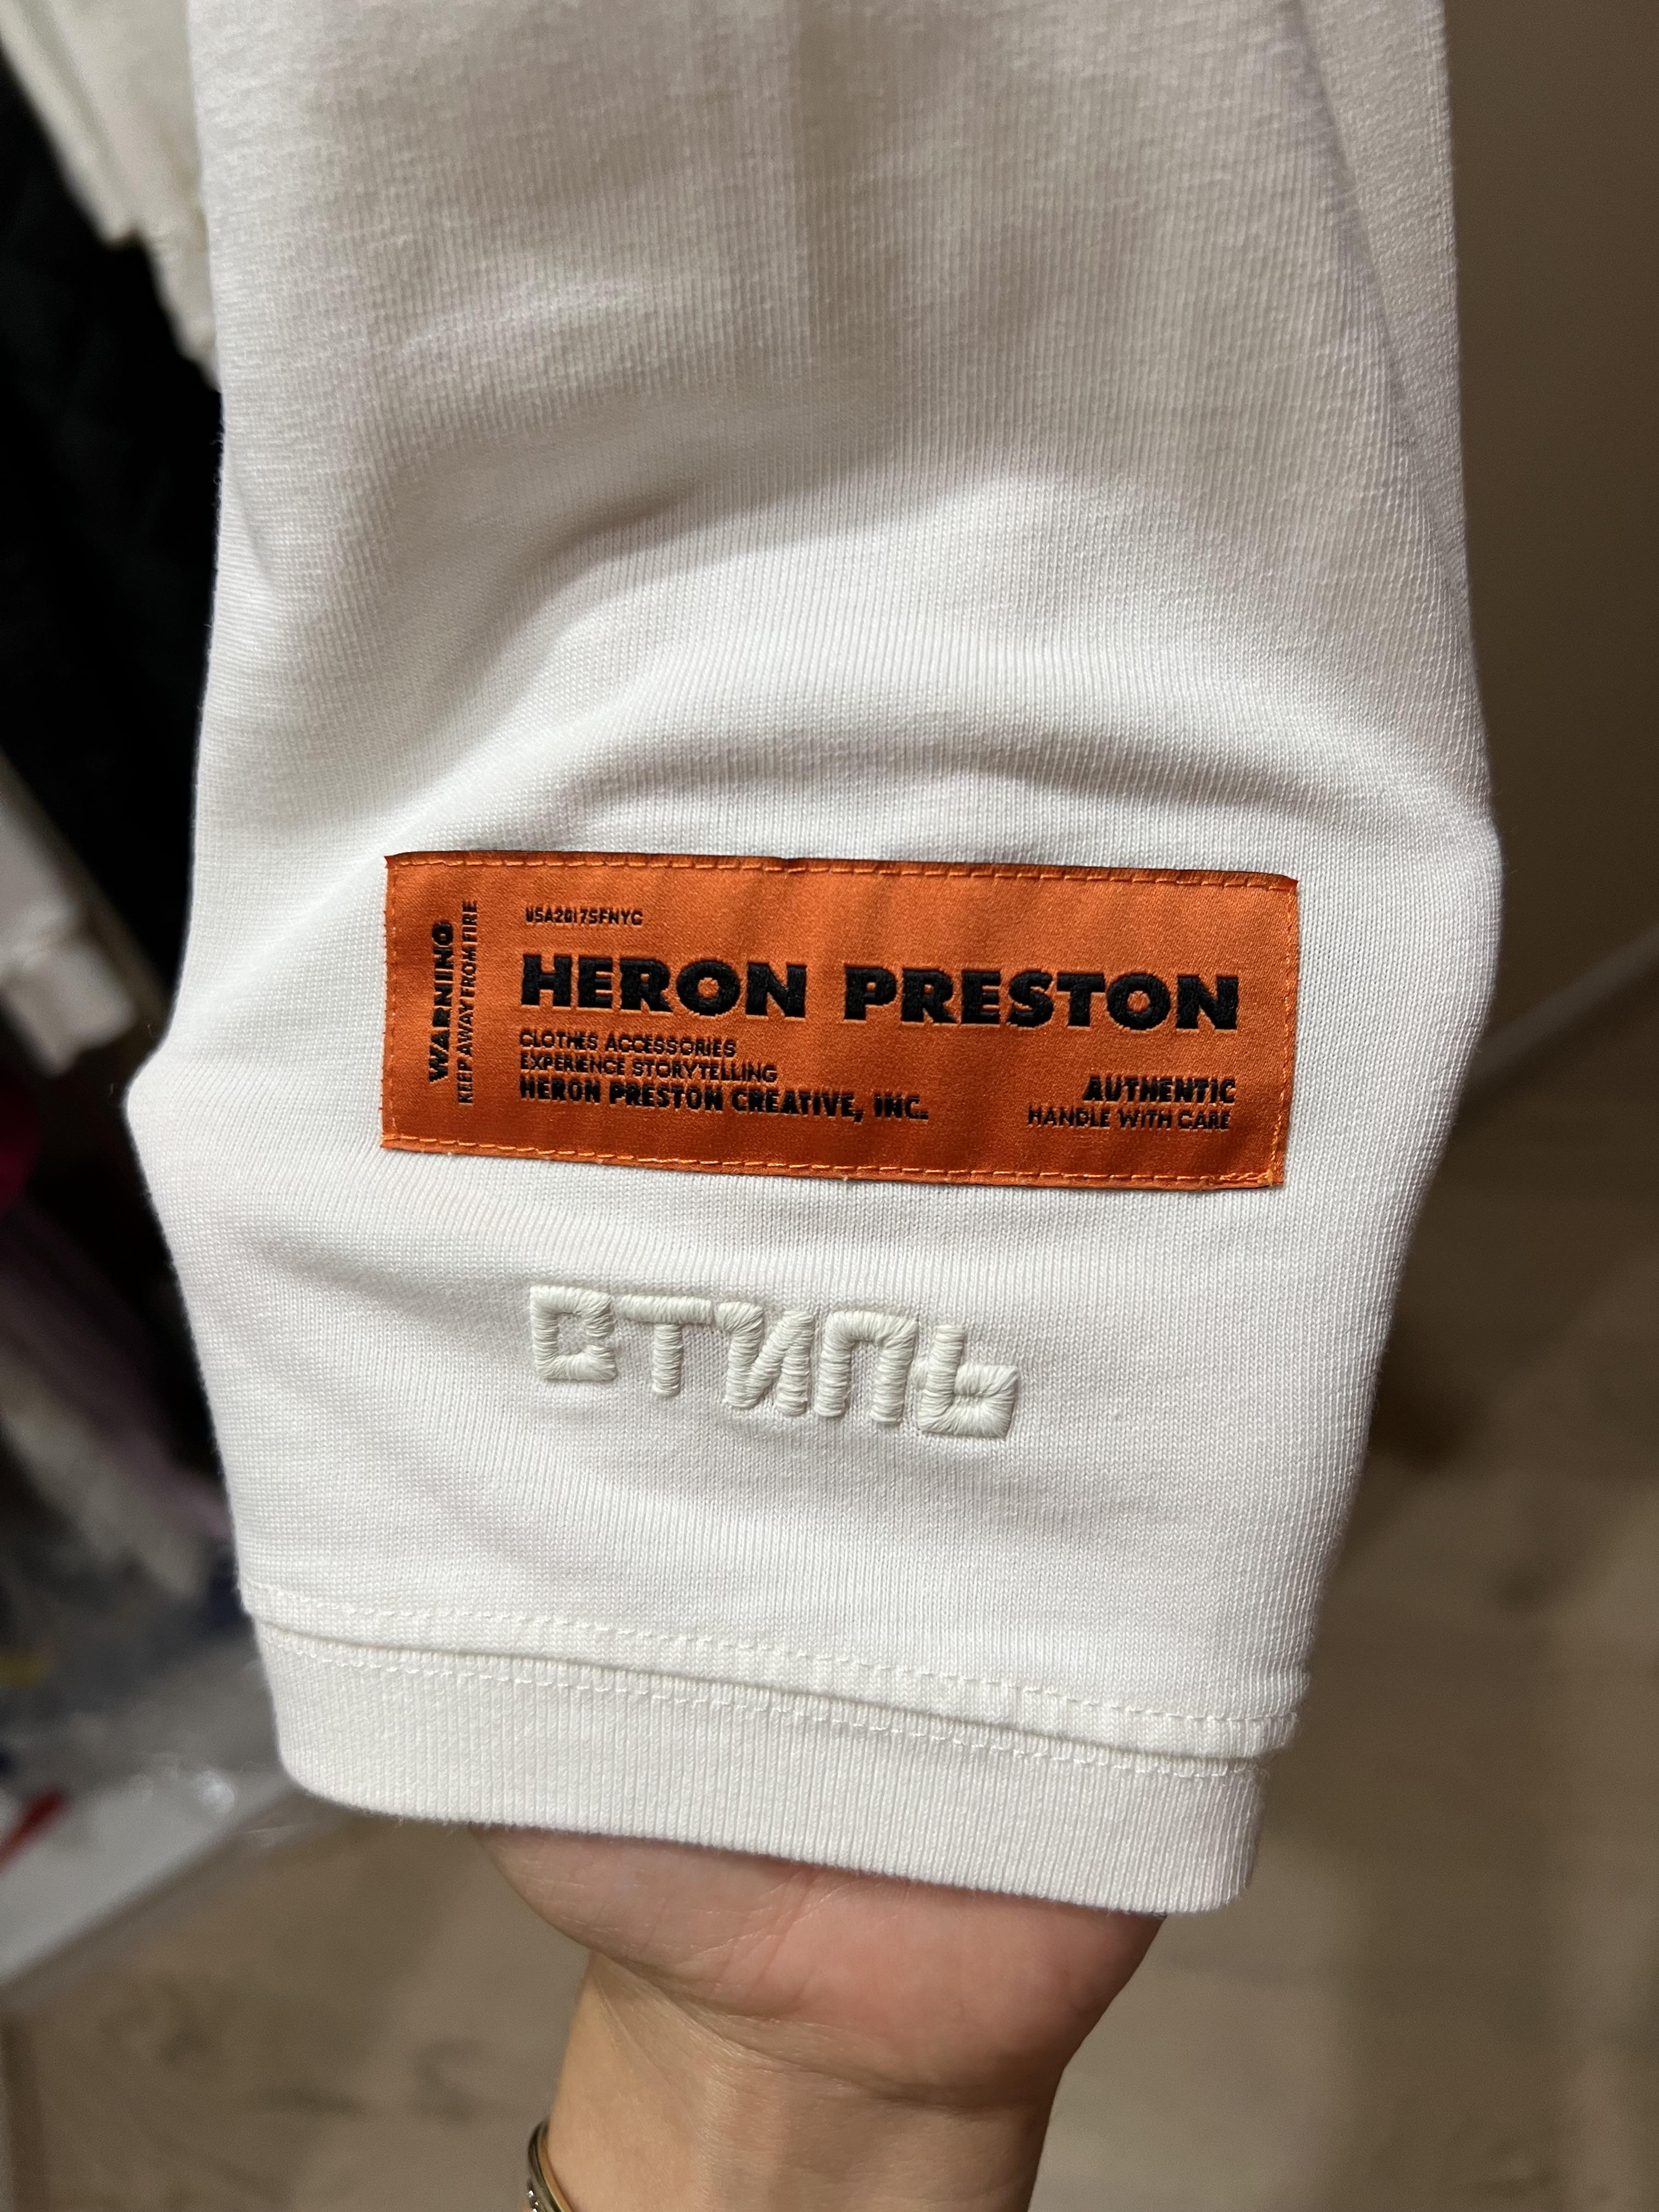 WARNING
KEEP AWAY FROM FIRE
USA2017SFNYC
HERON PRESTON
CLOTHES ACCESSORIES
EXPERIENCE STORYTELLING
HERON PRESTON CREATIVE, INC.
AUTHENTIC
HANDLE WITH CARE
СТИЛЬ